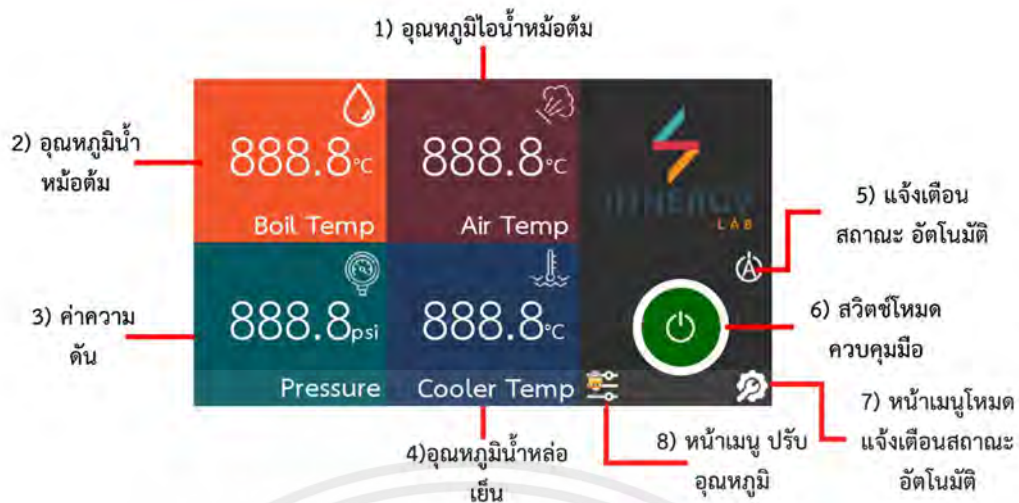 1) อุณหภูมิไอน้ำหม้อต้ม
2) อุณหภูมิน้ำ
หม้อต้ม
888.8°C
Boil Temp
888.8°C
Air Temp
HYNERGY
LAB
5) แจ้งเตือน
สถานะ อัตโนมัติ
3) ค่าความ
ดัน
888.8psi
Pressure
888.8°C
Cooler Temp
6) สวิตช์โหมด
ควบคุมมือ
4)อุณหภูมิน้ำหล่อ
เย็น
8) หน้าเมนู ปรับ
อุณหภูมิ
7) หน้าเมนูโหมด
แจ้งเตือนสถานะ
อัตโนมัติ